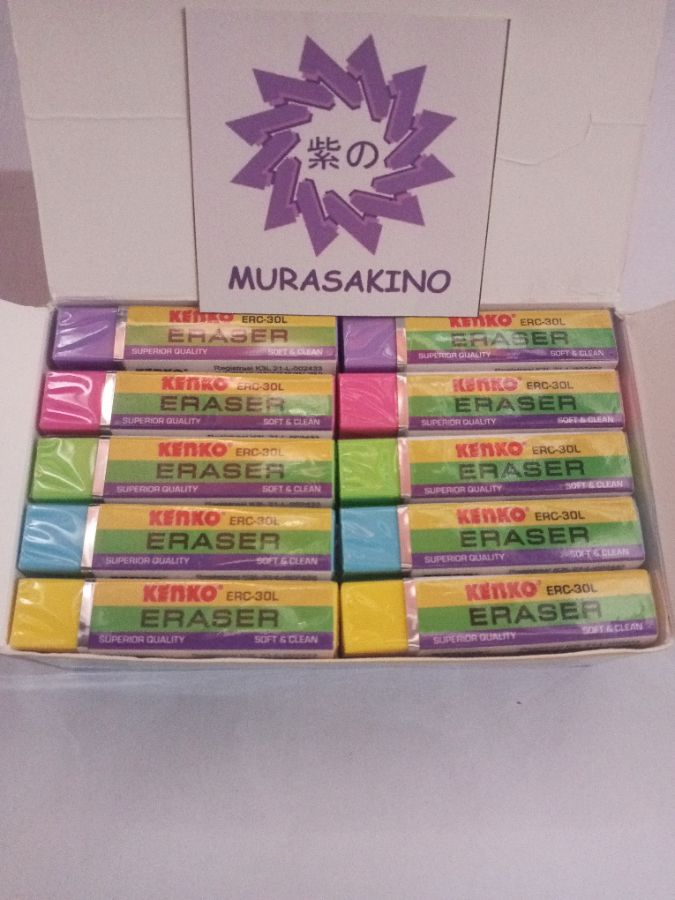 紫の
MURASAKINO
KENKO ERC-30L
ERASER
SUPERIOR QUALITY SOFT & CLEAN
KENKO ERC-30L
ERASER
SUPERIOR QUALITY SOFT & CLEAN
KENKO ERC-30L
ERASER
SUPERIOR QUALITY SOFT & CLEAN
KENKO ERC-30L
ERASER
SUPERIOR QUALITY SOFT & CLEAN
KENKO ERC-30L
ERASER
SUPERIOR QUALITY SOFT & CLEAN
KENKO ERC-30L
ERASER
SUPERIOR QUALITY SOFT & CLEAN
KENKO ERC-30L
ERASER
SUPERIOR QUALITY SOFT & CLEAN
KENKO ERC-30L
ERASER
SUPERIOR QUALITY SOFT & CLEAN
KENKO ERC-30L
ERASER
SUPERIOR QUALITY SOFT & CLEAN
KENKO ERC-30L
ERASER
SUPERIOR QUALITY SOFT & CLEAN